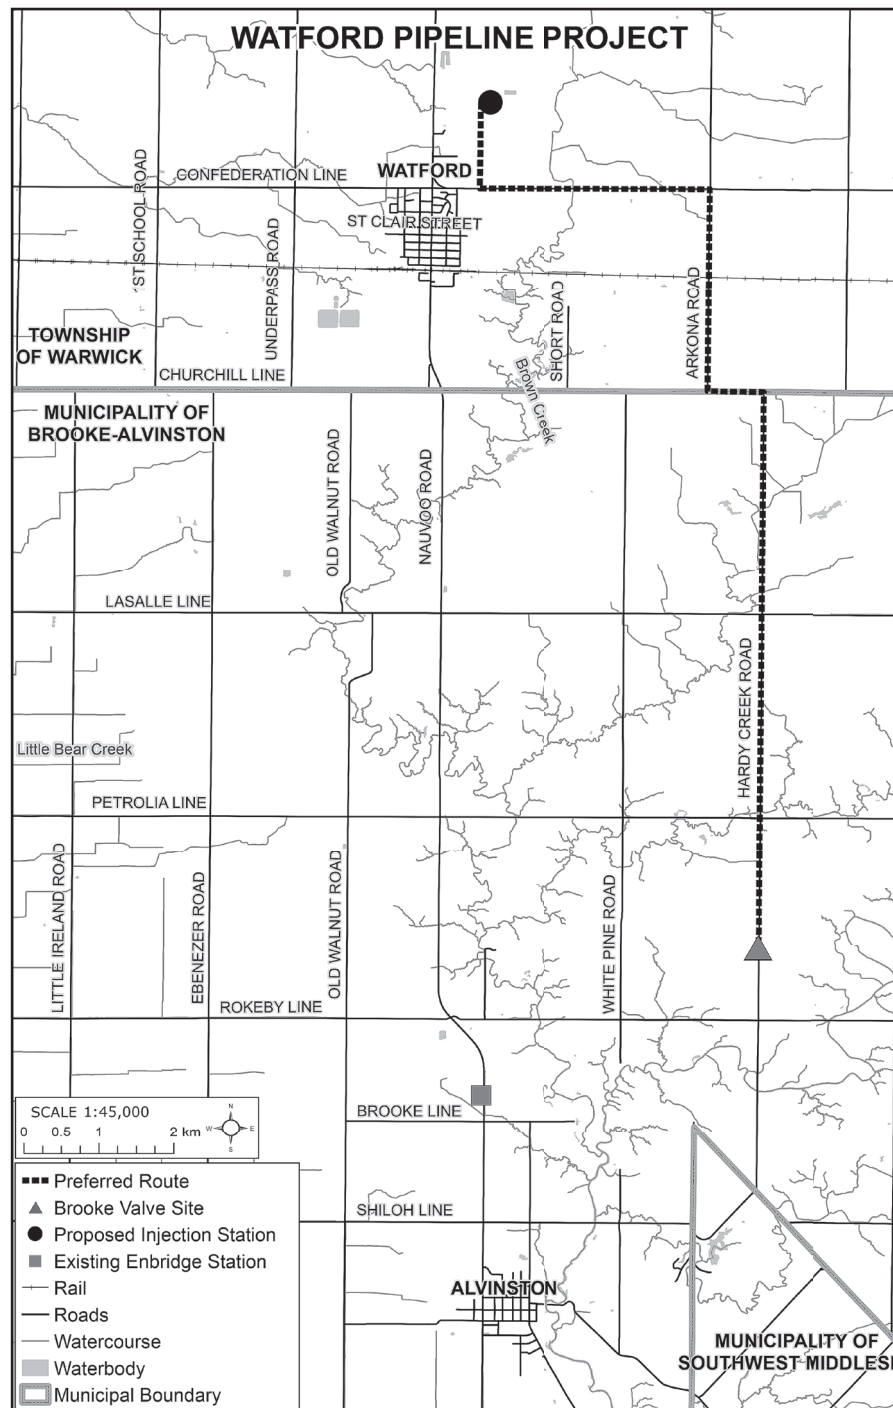 WATFORD PIPELINE PROJECT
WATFORD
CONFEDERATION LINE
ST SCHOOL ROAD
ST CLAIR STREET
UNDERPASS ROAD
SHORT ROAD
ARKONA ROAD
TOWNSHIP
OF WARWICK
CHURCHILL LINE
Brown Creek
MUNICIPALITY OF
BROOKE-ALVINSTON
OLD WALNUT ROAD
NAUVOO ROAD
LASALLE LINE
HARDY CREEK ROAD
Little Bear Creek
PETROLIA LINE
LITTLE IRELAND ROAD
EBENEZER ROAD
OLD WALNUT ROAD
WHITE PINE ROAD
ROKEBY LINE
BROOKE LINE
SCALE 1:45,000
0 0.5 1 2 km
N
W E
S
SHILOH LINE
ALVINSTON
MUNICIPALITY OF
SOUTHWEST MIDDLES
Preferred Route
Brooke Valve Site
Proposed Injection Station
Existing Enbridge Station
Rail
Roads
Watercourse
Waterbody
Municipal Boundary